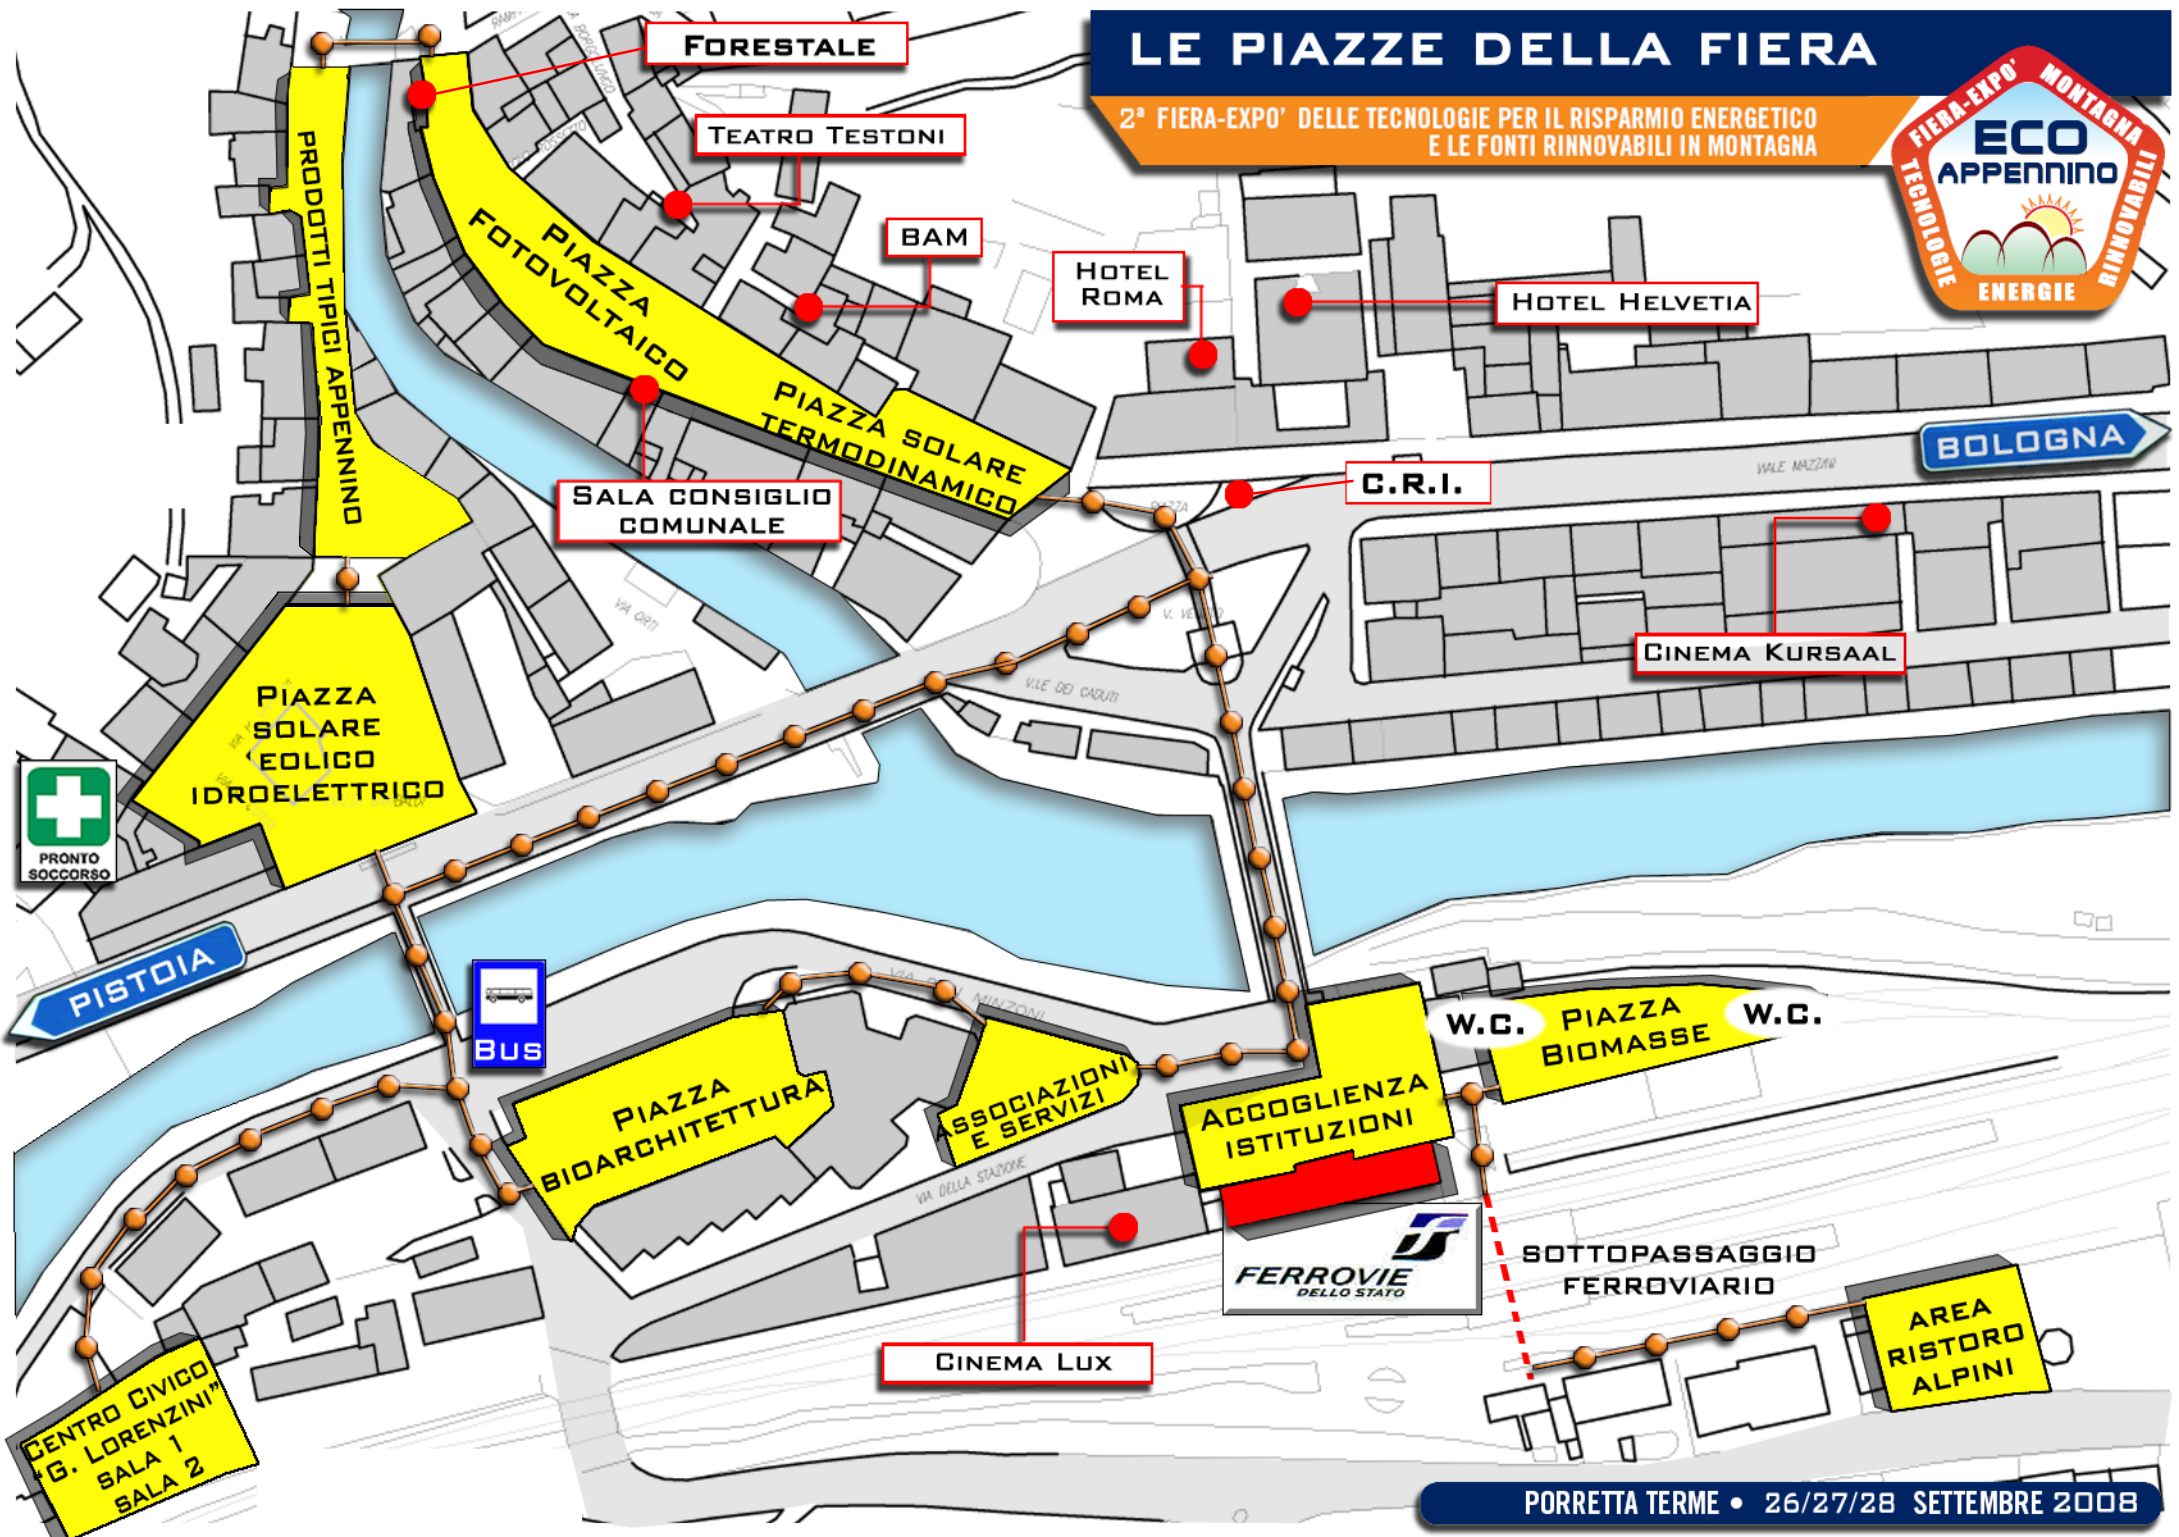 LE PIAZZE DELLA FIERA
2ª FIERA-EXPO' DELLE TECNOLOGIE PER IL RISPARMIO ENERGETICO
E LE FONTI RINNOVABILI IN MONTAGNA
FIERA-EXPO' MONTAGNA
TECNOLOGIE
RINNOVABILI
ECO
APPENNINO
ENERGIE
FORESTALE
TEATRO TESTONI
BAM
HOTEL
ROMA
HOTEL HELVETIA
PRODOTTI TIPICI APPENNINO
PIAZZA
FOTOVOLTAICO
PIAZZA SOLARE
TERMODINAMICO
SALA CONSIGLIO
COMUNALE
C.R.I.
BOLOGNA
VIALE MAZZINI
PIAZZA
CINEMA KURSAAL
VIA ORTI
V.LE DEI CADUTI
PIAZZA
SOLARE
EOLICO
IDROELETTRICO
PRONTO
SOCCORSO
PISTOIA
BUS
VIA DON MINZONI
PIAZZA
BIOARCHITETTURA
ASSOCIAZIONI
E SERVIZI
ACCOGLIENZA
ISTITUZIONI
W.C.
PIAZZA
BIOMASSE
W.C.
VIA DELLA STAZIONE
FERROVIE
DELLO STATO
SOTTOPASSAGGIO
FERROVIARIO
AREA
RISTORO
ALPINI
CINEMA LUX
CENTRO CIVICO
"G. LORENZINI"
SALA 1
SALA 2
PORRETTA TERME • 26/27/28 SETTEMBRE 2008